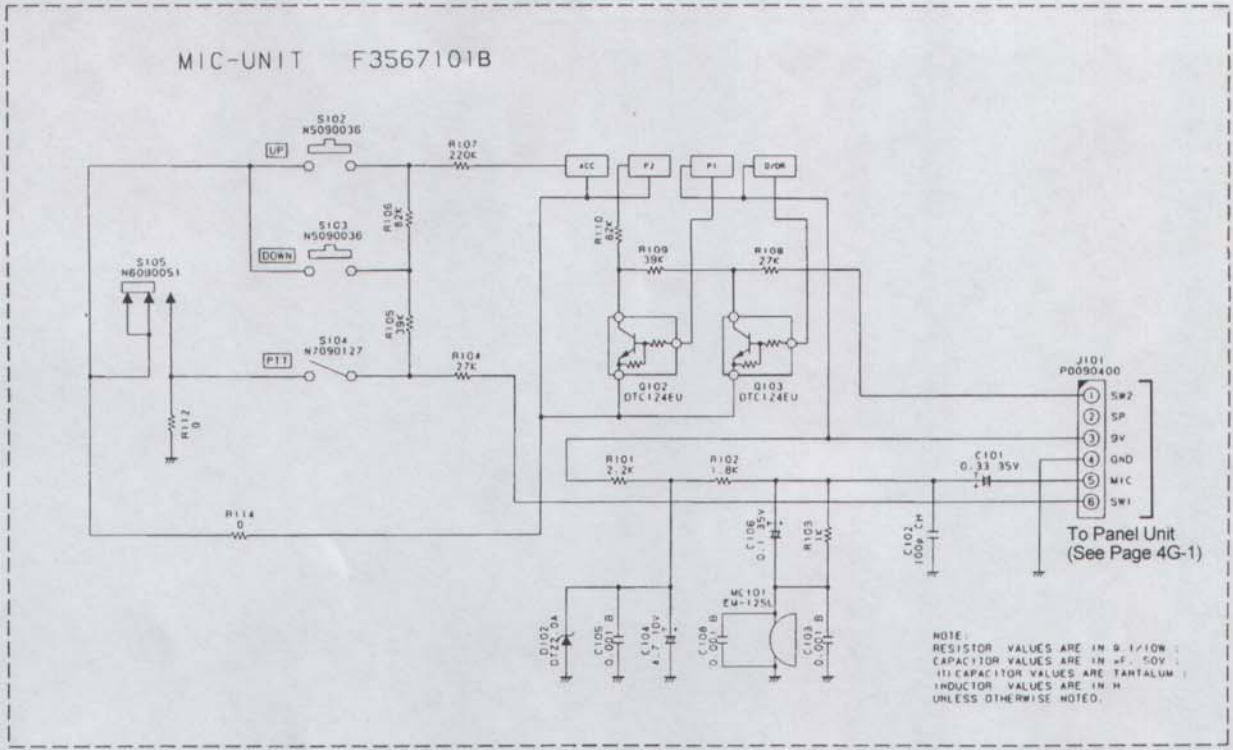 MIC-UNIT F3567101B
S102
N5090036
UP
R107
220K
ACC
P2
P1
D/DR
R106
82K
R110
82K
S103
N5090036
DOWN
R109
39K
R108
27K
S105
N6090051
R105
39K
S104
N7090127
PTT
R104
27K
Q102
DTC124EU
Q103
DTC124EU
J101
P0090400
1 SW2
2 SP
3 9V
4 GND
5 MIC
6 SW1
R112
0
R101
2.2K
R102
1.8K
C101
0.33 35V
R114
0
C106
0.1 35V
R103
1K
C102
100p CH
To Panel Unit
(See Page 4G-1)
MC101
EM-125L
D102
C105
0.001 B
C104
4.7 10V
C108
0.001 B
C103
0.001 B
NOTE:
RESISTOR VALUES ARE IN 1/10W ;
CAPACITOR VALUES ARE IN 50V ;
CAPACITOR VALUES ARE TANTALUM ;
INDUCTOR VALUES ARE IN H
UNLESS OTHERWISE NOTED.